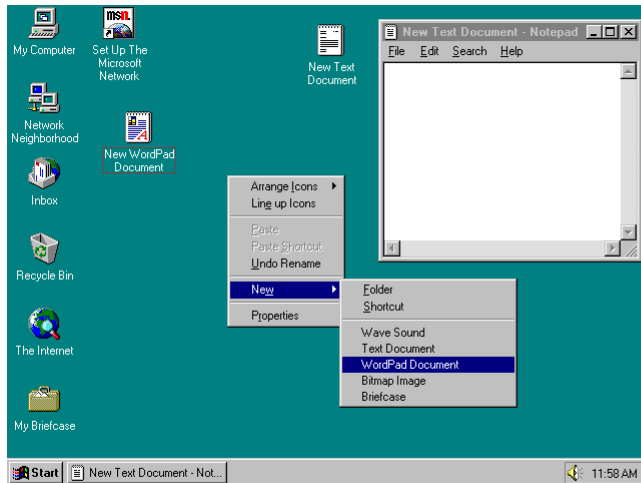 My Computer
msn.
Set Up The
Microsoft
Network
New Text
Document
New Text Document - Notepad
File Edit Search Help
Network
Neighborhood
New WordPad
Document
Inbox
Recycle Bin
The Internet
My Briefcase
Arrange Icons
Line up Icons
Paste
Paste Shortcut
Undo Rename
New
Properties
Folder
Shortcut
Wave Sound
Text Document
WordPad Document
Bitmap Image
Briefcase
Start
New Text Document - Not...
11:58 AM